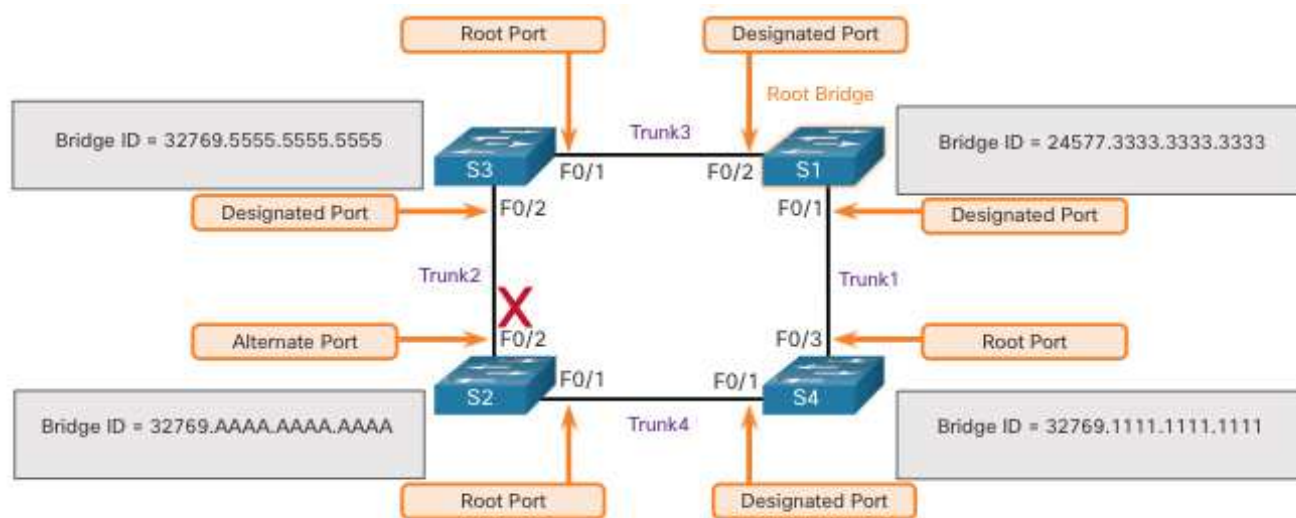 Root Port
Designated Port
Root Bridge
Bridge ID = 32769.5555.5555.5555
Trunk3
Bridge ID = 24577.3333.3333.3333
S3
F0/1
F0/2
S1
Designated Port
F0/2
F0/1
Designated Port
Trunk2
Trunk1
X
Alternate Port
F0/2
F0/3
Root Port
Bridge ID = 32769.AAAA.AAAA.AAAA
S2
F0/1
F0/1
S4
Bridge ID = 32769.1111.1111.1111
Trunk4
Root Port
Designated Port